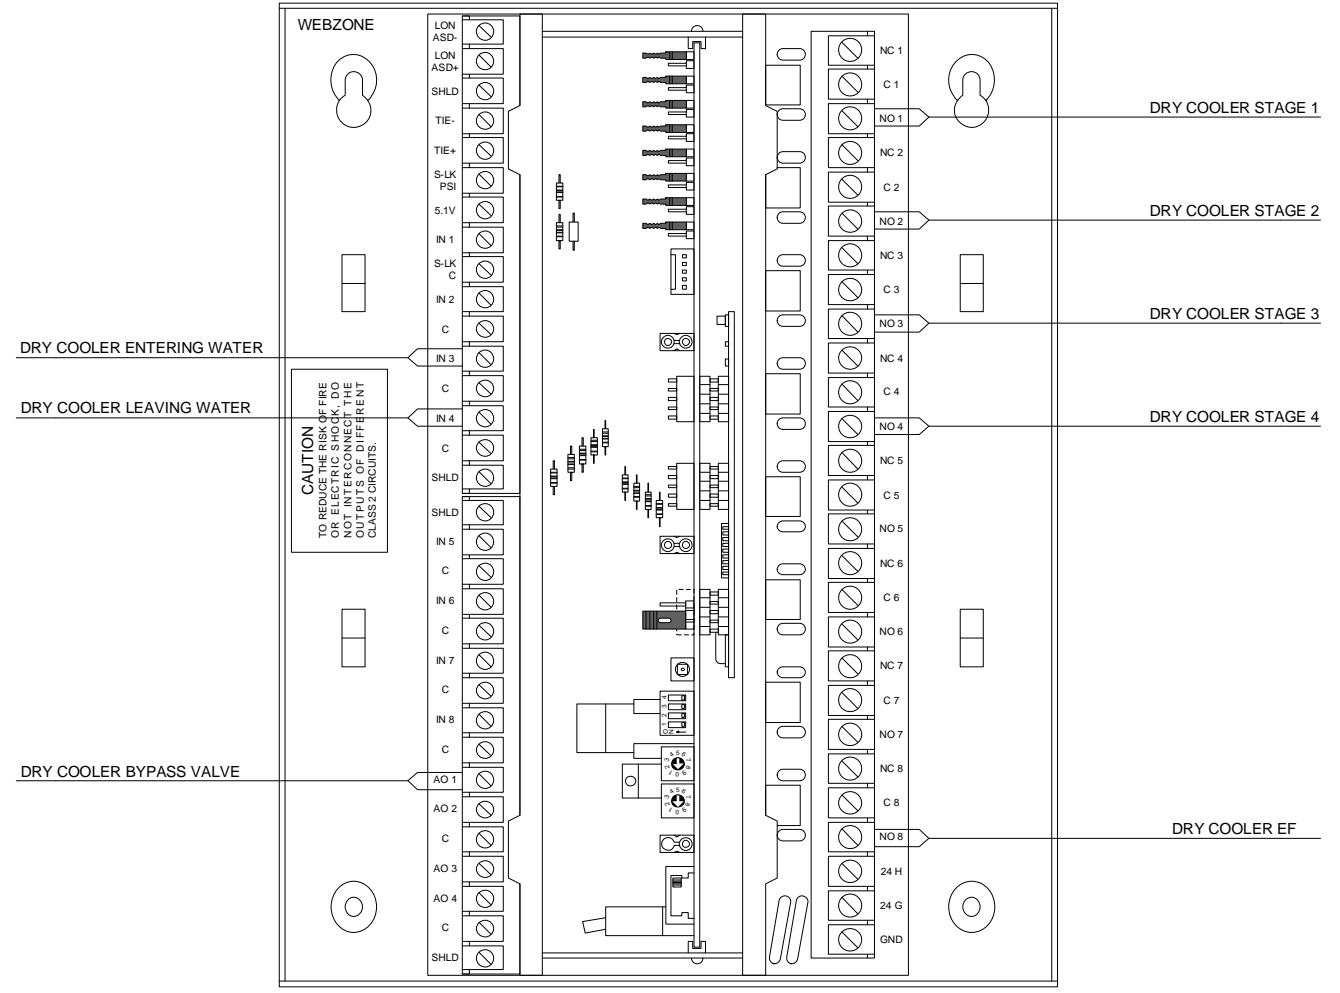 WEBZONE
LON
ASD-
LON
ASD+
SHLD
TIE-
TIE+
S-LK
PSI
5.1V
IN 1
S-LK
C
IN 2
C
DRY COOLER ENTERING WATER
IN 3
C
DRY COOLER LEAVING WATER
IN 4
C
SHLD
CAUTION
TO REDUCE THE RISK OF FIRE
OR ELECTRIC SHOCK, DO
NOT INTERCONNECT THE
OUTPUTS OF DIFFERENT
CLASS 2 CIRCUITS.
SHLD
IN 5
C
IN 6
C
IN 7
C
IN 8
C
DRY COOLER BYPASS VALVE
AO 1
AO 2
C
AO 3
AO 4
C
SHLD
4
3
2
1
ON
NC 1
C 1
NO 1
DRY COOLER STAGE 1
NC 2
C 2
NO 2
DRY COOLER STAGE 2
NC 3
C 3
NO 3
DRY COOLER STAGE 3
NC 4
C 4
NO 4
DRY COOLER STAGE 4
NC 5
C 5
NO 5
NC 6
C 6
NO 6
NC 7
C 7
NO 7
NC 8
C 8
NO 8
DRY COOLER EF
24 H
24 G
GND